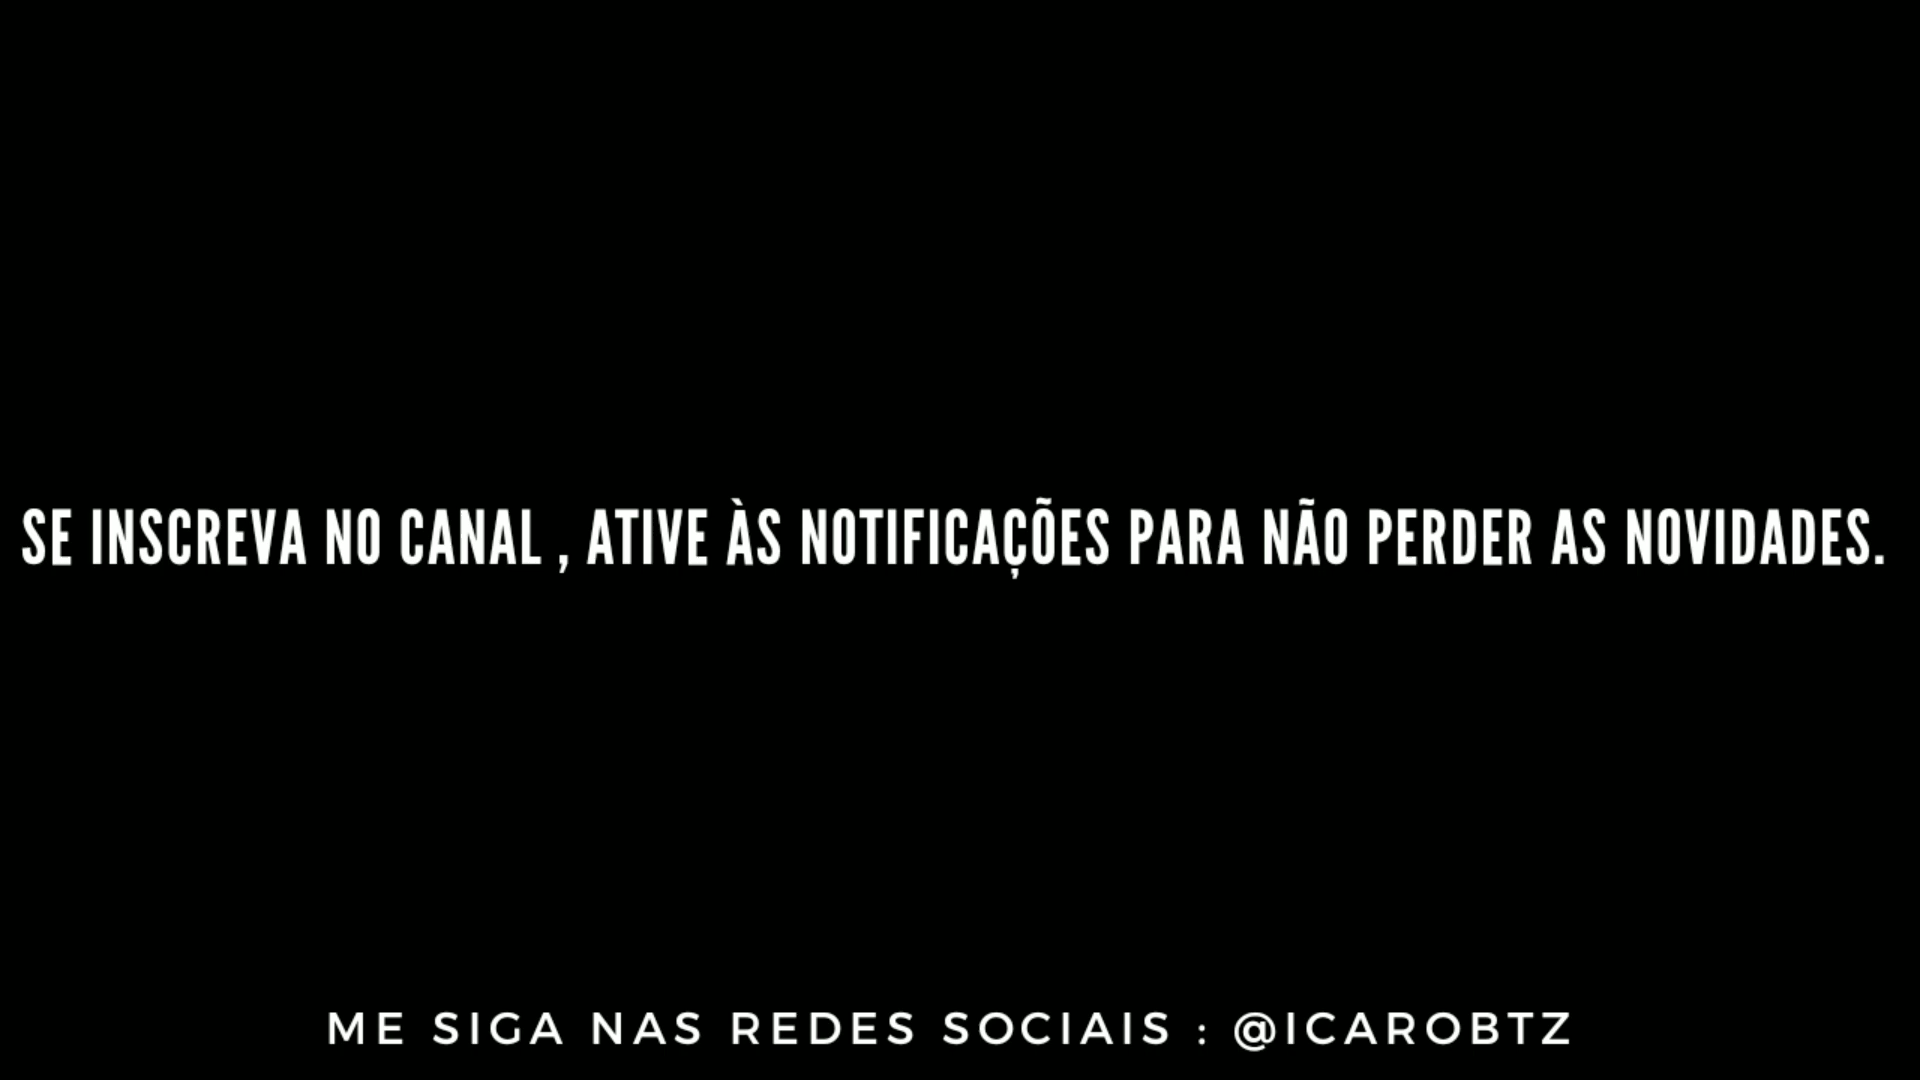 SE INSCREVA NO CANAL , ATIVE ÀS NOTIFICAÇÕES PARA NÃO PERDER AS NOVIDADES.
ME SIGA NAS REDES SOCIAIS : @ICAROBTZ